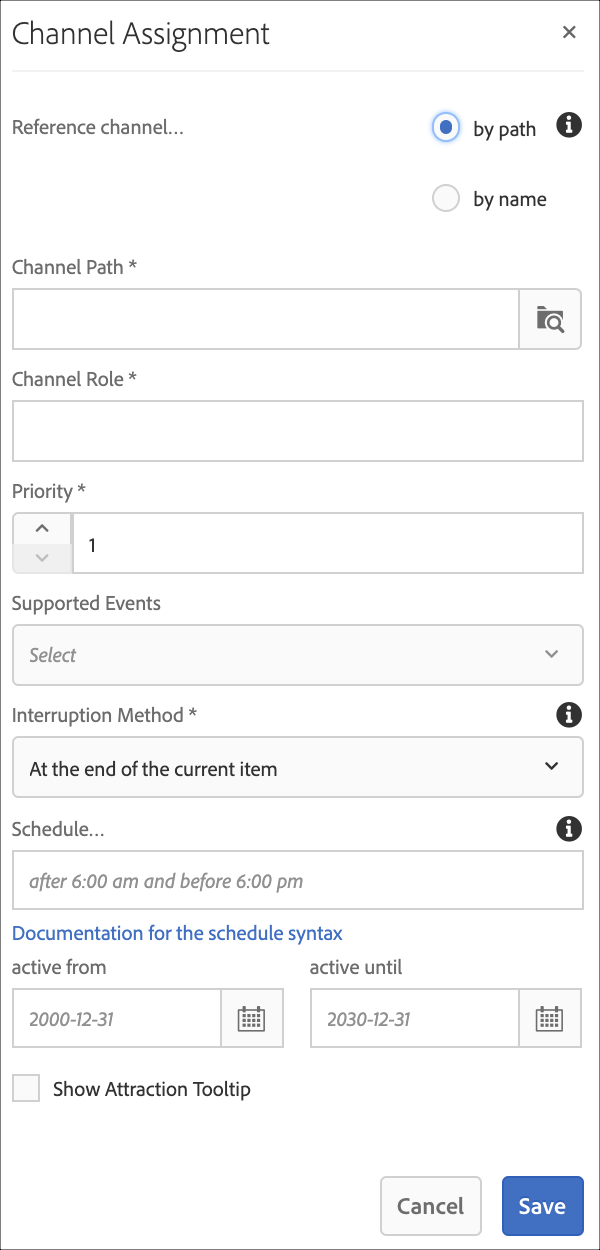 Channel Assignment
Reference channel...
by path
by name
Channel Path *
Channel Role *
Priority *
1
Supported Events
Select
Interruption Method *
At the end of the current item
Schedule...
after 6:00 am and before 6:00 pm
Documentation for the schedule syntax
active from active until
2000-12-31 2030-12-31
Show Attraction Tooltip
Cancel Save